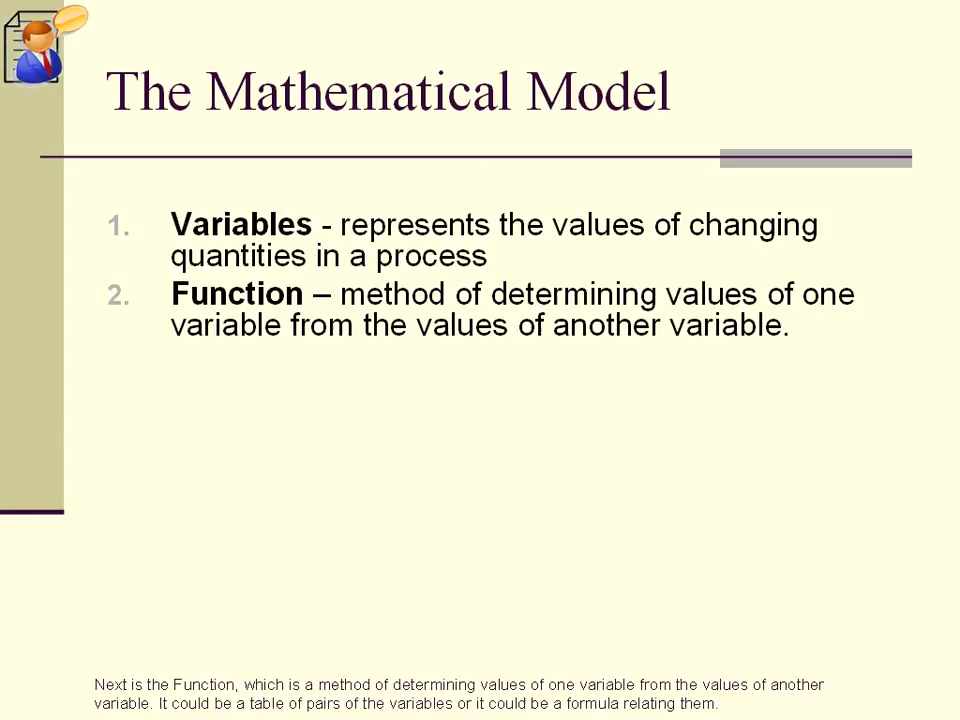 The Mathematical Model
1. Variables - represents the values of changing
quantities in a process
2. Function – method of determining values of one
variable from the values of another variable.
Next is the Function, which is a method of determining values of one variable from the values of another
variable. It could be a table of pairs of the variables or it could be a formula relating them.